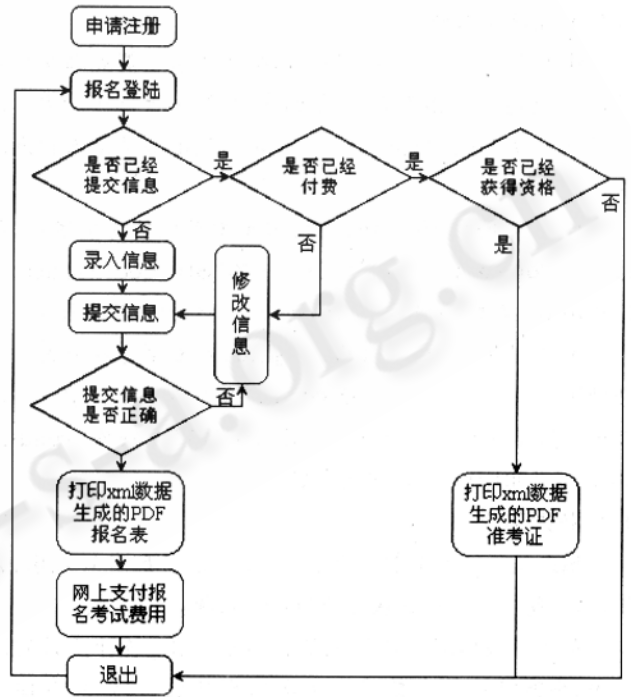 申请注册
报名登陆
是否已经
提交信息
是
是否已经
付费
是
是否已经
获得资格
否
否
否
是
录入信息
修
改
信
息
提交信息
提交信息
是否正确
否
打印xml数据
生成的PDF
报名表
打印xml数据
生成的PDF
准考证
网上支付报
名考试费用
退出
-s-a.org.cn